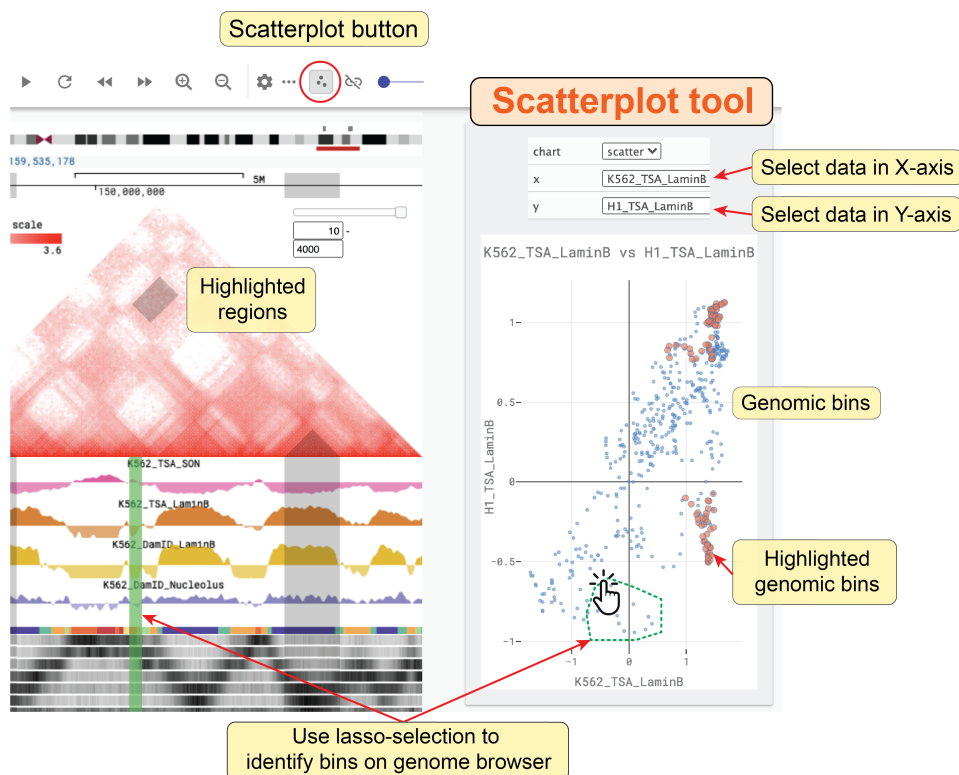 Scatterplot button
Scatterplot tool
159,535,178
5M
150,000,000
scale
3.6
10 -
4000
Highlighted
regions
K562_TSA_SON
K562_TSA_LaminB
K562_DamID_LaminB
K562_DamID_Nucleolus
chart
scatter
x
K562_TSA_LaminB
y
H1_TSA_LaminB
Select data in X-axis
Select data in Y-axis
K562_TSA_LaminB vs H1_TSA_LaminB
1
0.5
0
-0.5
-1
H1_TSA_LaminB
-1
0
1
K562_TSA_LaminB
Genomic bins
Highlighted
genomic bins
Use lasso-selection to
identify bins on genome browser